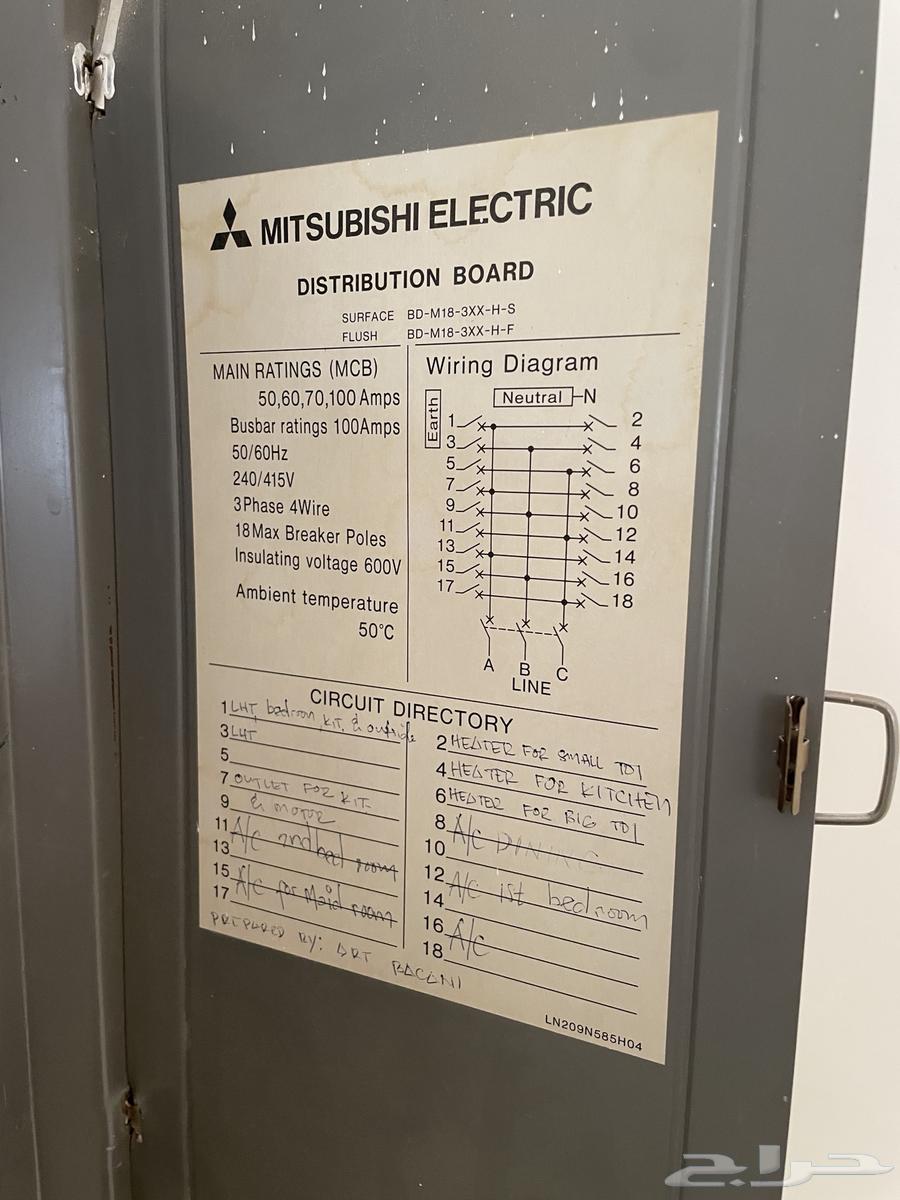 MITSUBISHI ELECTRIC
DISTRIBUTION BOARD
SURFACE BD-M18-3XX-H-S
FLUSH BD-M18-3XX-H-F
MAIN RATINGS (MCB)
50,60,70,100 Amps
Busbar ratings 100Amps
50/60Hz
240/415V
3Phase 4Wire
18Max Breaker Poles
Insulating voltage 600V
Ambient temperature
50°C
Wiring Diagram
Earth
Neutral N
1 2
3 4
5 6
7 8
9 10
11 12
13 14
15 16
17 18
A B C
LINE
CIRCUIT DIRECTORY
1 LHT bedroom, KIT. & outside
3 LHT
5
7 OUTLET FOR KIT.
9 & MOTOR
11 A/C 2nd bed room
13
15 A/C for Maid room
17
2 HEATER FOR SMALL TOI
4 HEATER FOR KITCHEN
6 HEATER FOR BIG TOI
8 A/C DINING
10
12 A/C 1st bedroom
14
16 A/C
18
PREPARED BY: ART BACANI
LN209N585H04
حراج